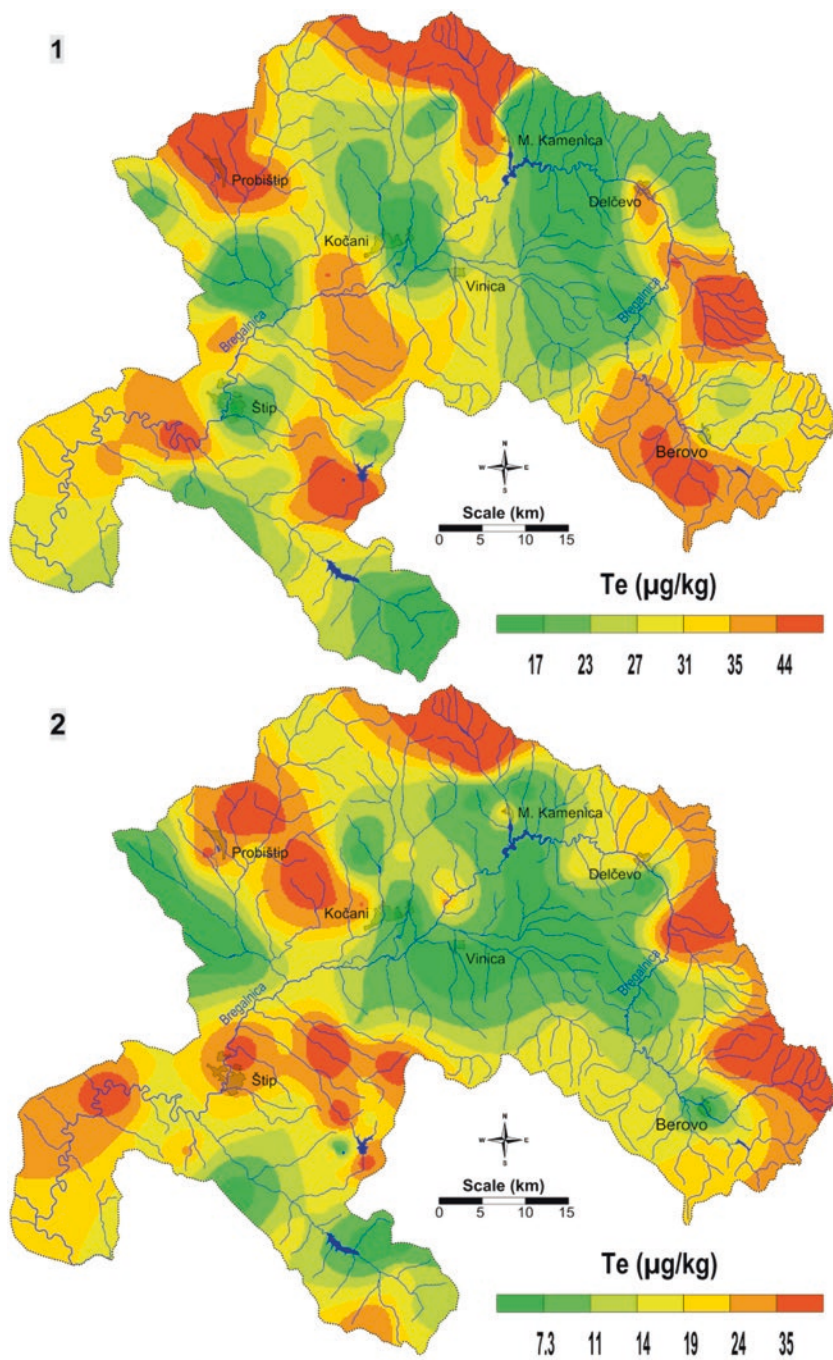 1
M. Kamenica
Probištip
Delčevo
Kočani
Vinica
Bregalnica
Bregalnica
Štip
Berovo
N
W E
S
Scale (km)
0 5 10 15
Te (µg/kg)
17 23 27 31 35 44
2
M. Kamenica
Probištip
Delčevo
Kočani
Vinica
Bregalnica
Bregalnica
Štip
Berovo
N
W E
S
Scale (km)
0 5 10 15
Te (µg/kg)
7.3 11 14 19 24 35